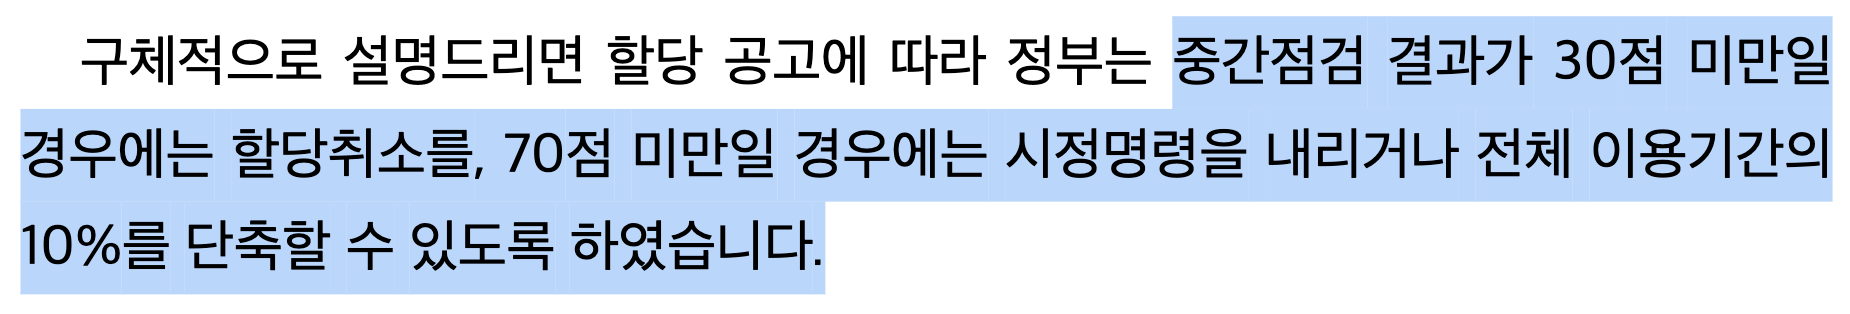 구체적으로 설명드리면 할당 공고에 따라 정부는 중간점검 결과가 30점 미만일
경우에는 할당취소를, 70점 미만일 경우에는 시정명령을 내리거나 전체 이용기간의
10%를 단축할 수 있도록 하였습니다.